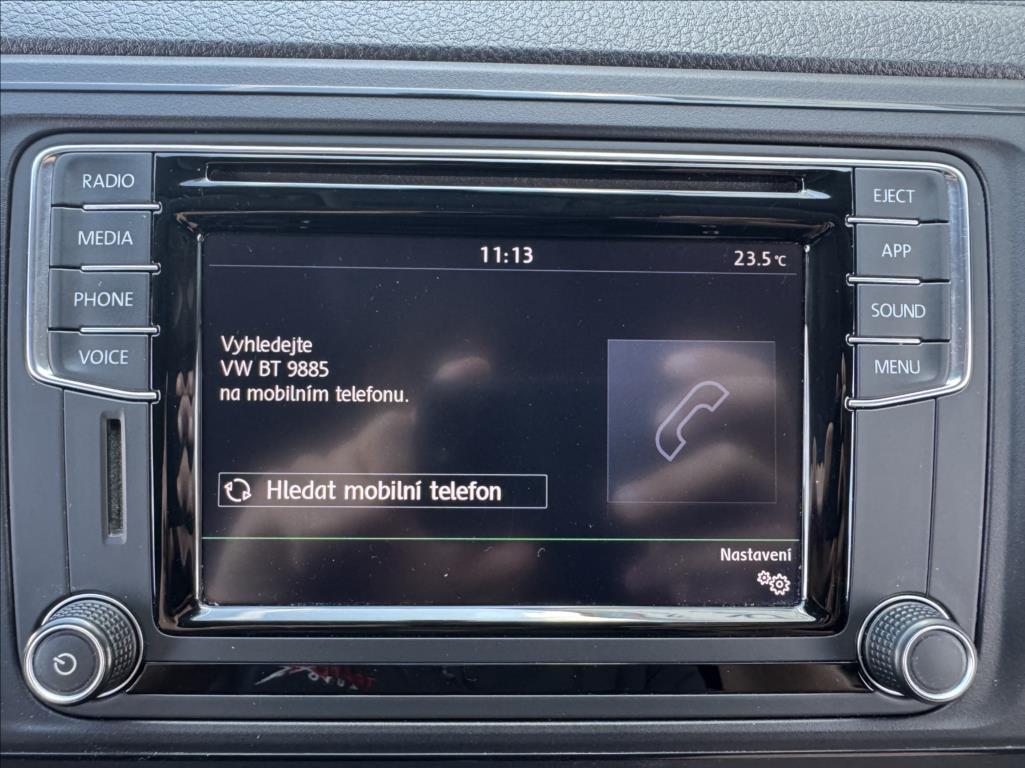 RADIO
MEDIA
PHONE
VOICE
EJECT
APP
SOUND
MENU
11:13
23.5 °C
Vyhledejte
VW BT 9885
na mobilním telefonu.
Hledat mobilní telefon
Nastavení